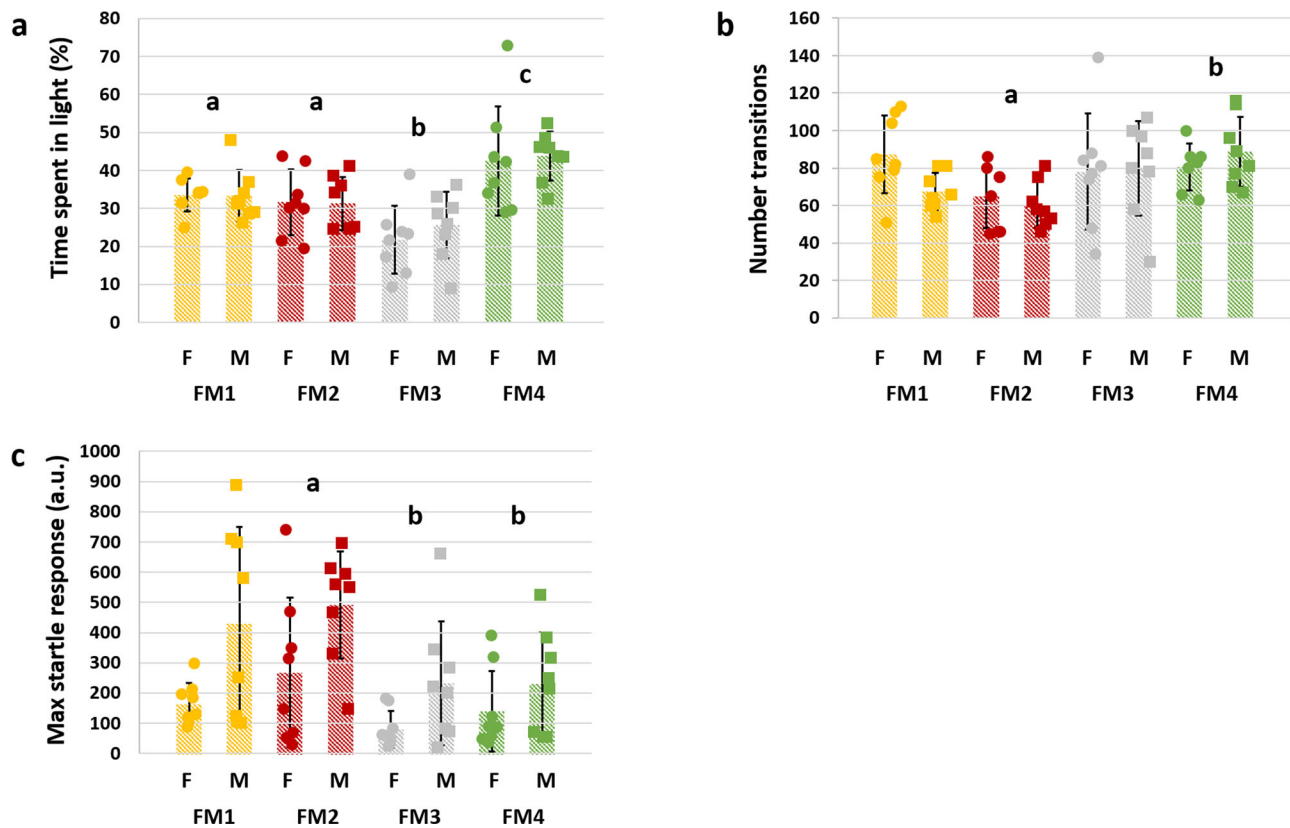 a
Time spent in light (%)
80
70
60
50
40
30
20
10
0
a a b c
F M F M F M F M
FM1 FM2 FM3 FM4
b
Number transitions
160
140
120
100
80
60
40
20
0
a b
F M F M F M F M
FM1 FM2 FM3 FM4
c
Max startle response (a.u.)
1000
900
800
700
600
500
400
300
200
100
0
a b b
F M F M F M F M
FM1 FM2 FM3 FM4